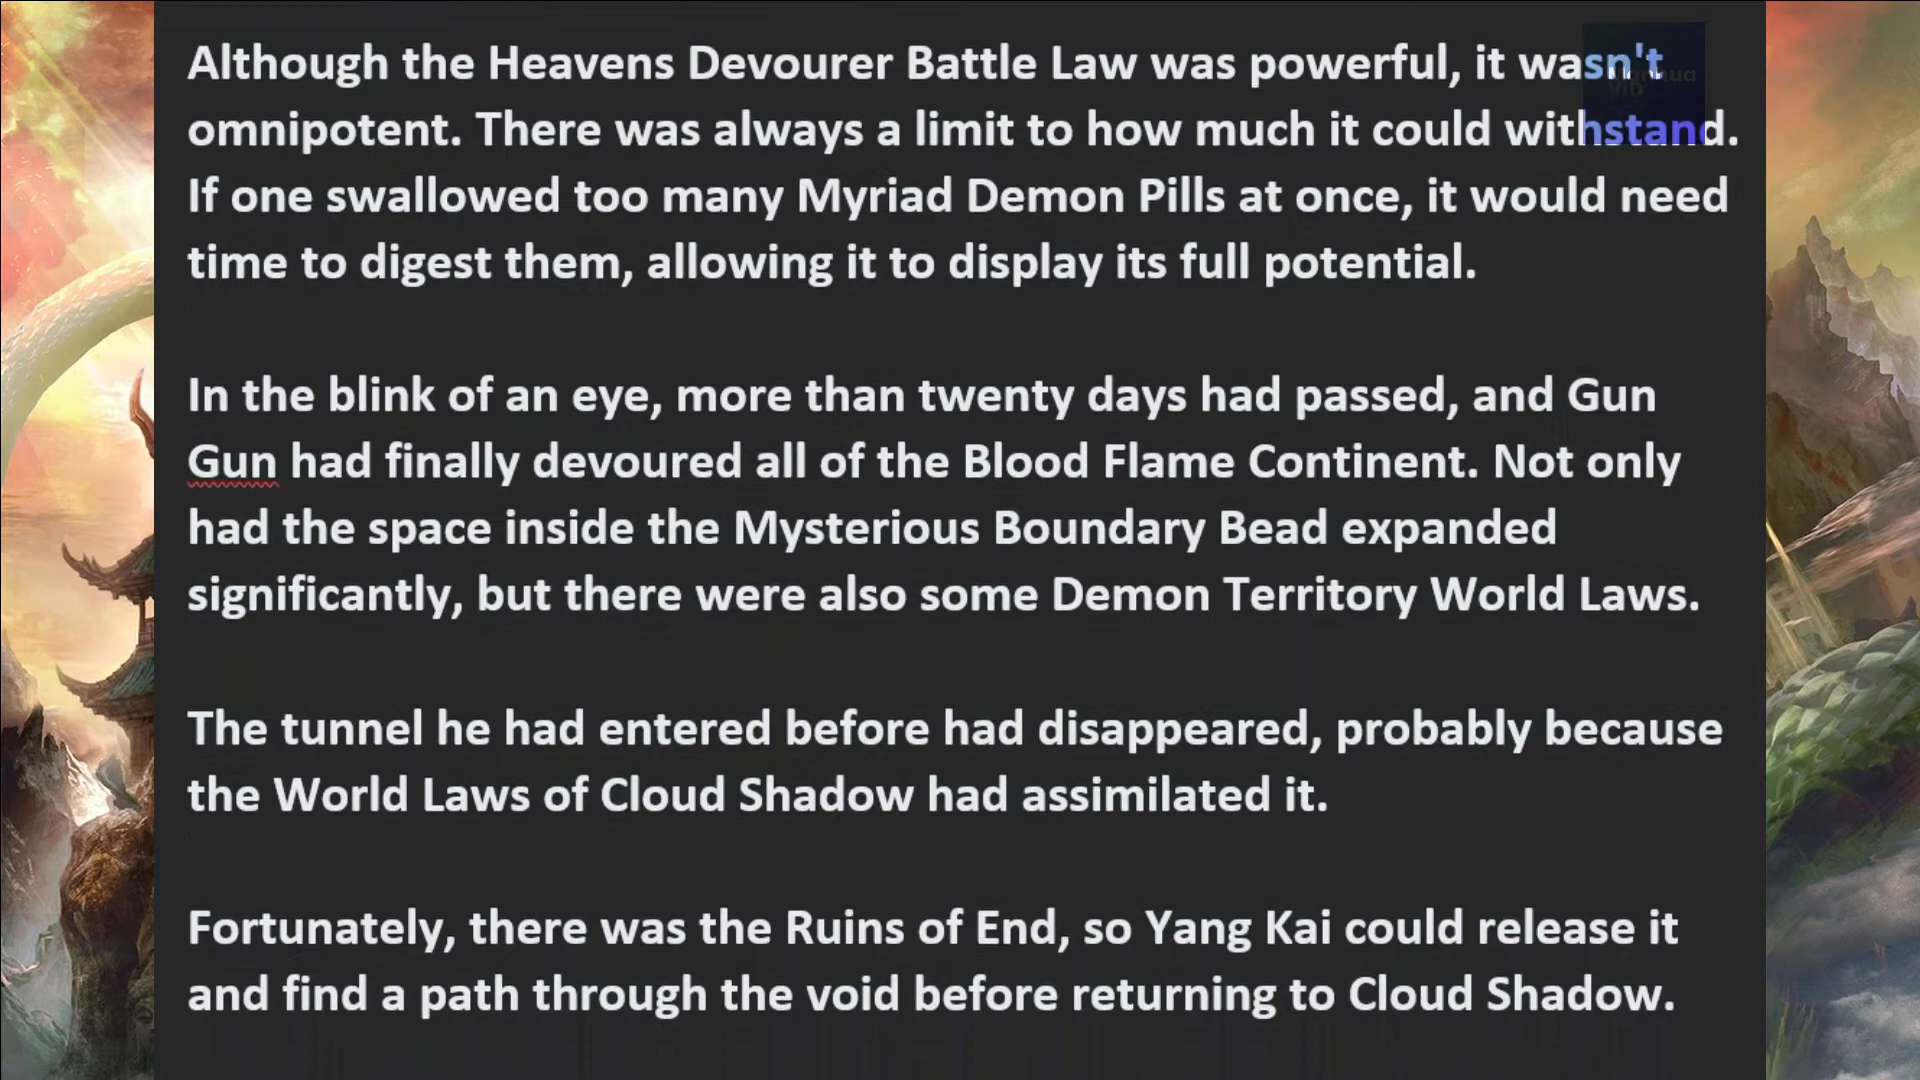 Although the Heavens Devourer Battle Law was powerful, it wasn't
omnipotent. There was always a limit to how much it could withstand.
If one swallowed too many Myriad Demon Pills at once, it would need
time to digest them, allowing it to display its full potential.
In the blink of an eye, more than twenty days had passed, and Gun
Gun had finally devoured all of the Blood Flame Continent. Not only
had the space inside the Mysterious Boundary Bead expanded
significantly, but there were also some Demon Territory World Laws.
The tunnel he had entered before had disappeared, probably because
the World Laws of Cloud Shadow had assimilated it.
Fortunately, there was the Ruins of End, so Yang Kai could release it
and find a path through the void before returning to Cloud Shadow.